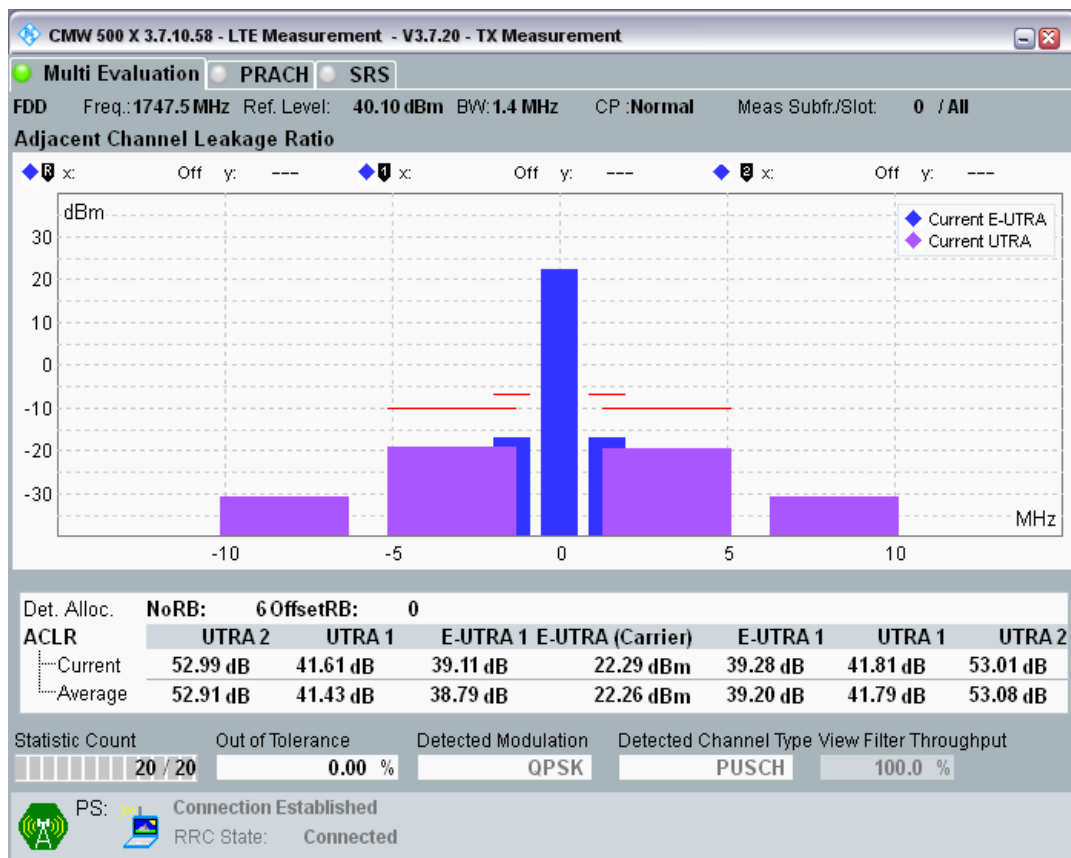 CMW 500 X 3.7.10.58 - LTE Measurement - V3.7.20 - TX Measurement
Multi Evaluation PRACH SRS
FDD Freq.:1747.5 MHz Ref. Level: 40.10 dBm BW:1.4 MHz CP :Normal Meas Subfr./Slot: 0 / All
Adjacent Channel Leakage Ratio
R x: Off y: --- 1 x: Off y: --- 2 x: Off y: ---
dBm
Current E-UTRA
Current UTRA
30
20
10
0
-10
-20
-30
MHz
-10 -5 0 5 10
Det. Alloc. NoRB: 6 OffsetRB: 0
ACLR UTRA 2 UTRA 1 E-UTRA 1 E-UTRA (Carrier) E-UTRA 1 UTRA 1 UTRA 2
Current 52.99 dB 41.61 dB 39.11 dB 22.29 dBm 39.28 dB 41.81 dB 53.01 dB
Average 52.91 dB 41.43 dB 38.79 dB 22.26 dBm 39.20 dB 41.79 dB 53.08 dB
Statistic Count Out of Tolerance Detected Modulation Detected Channel Type View Filter Throughput
20 / 20 0.00 % QPSK PUSCH 100.0 %
PS: Connection Established
RRC State: Connected